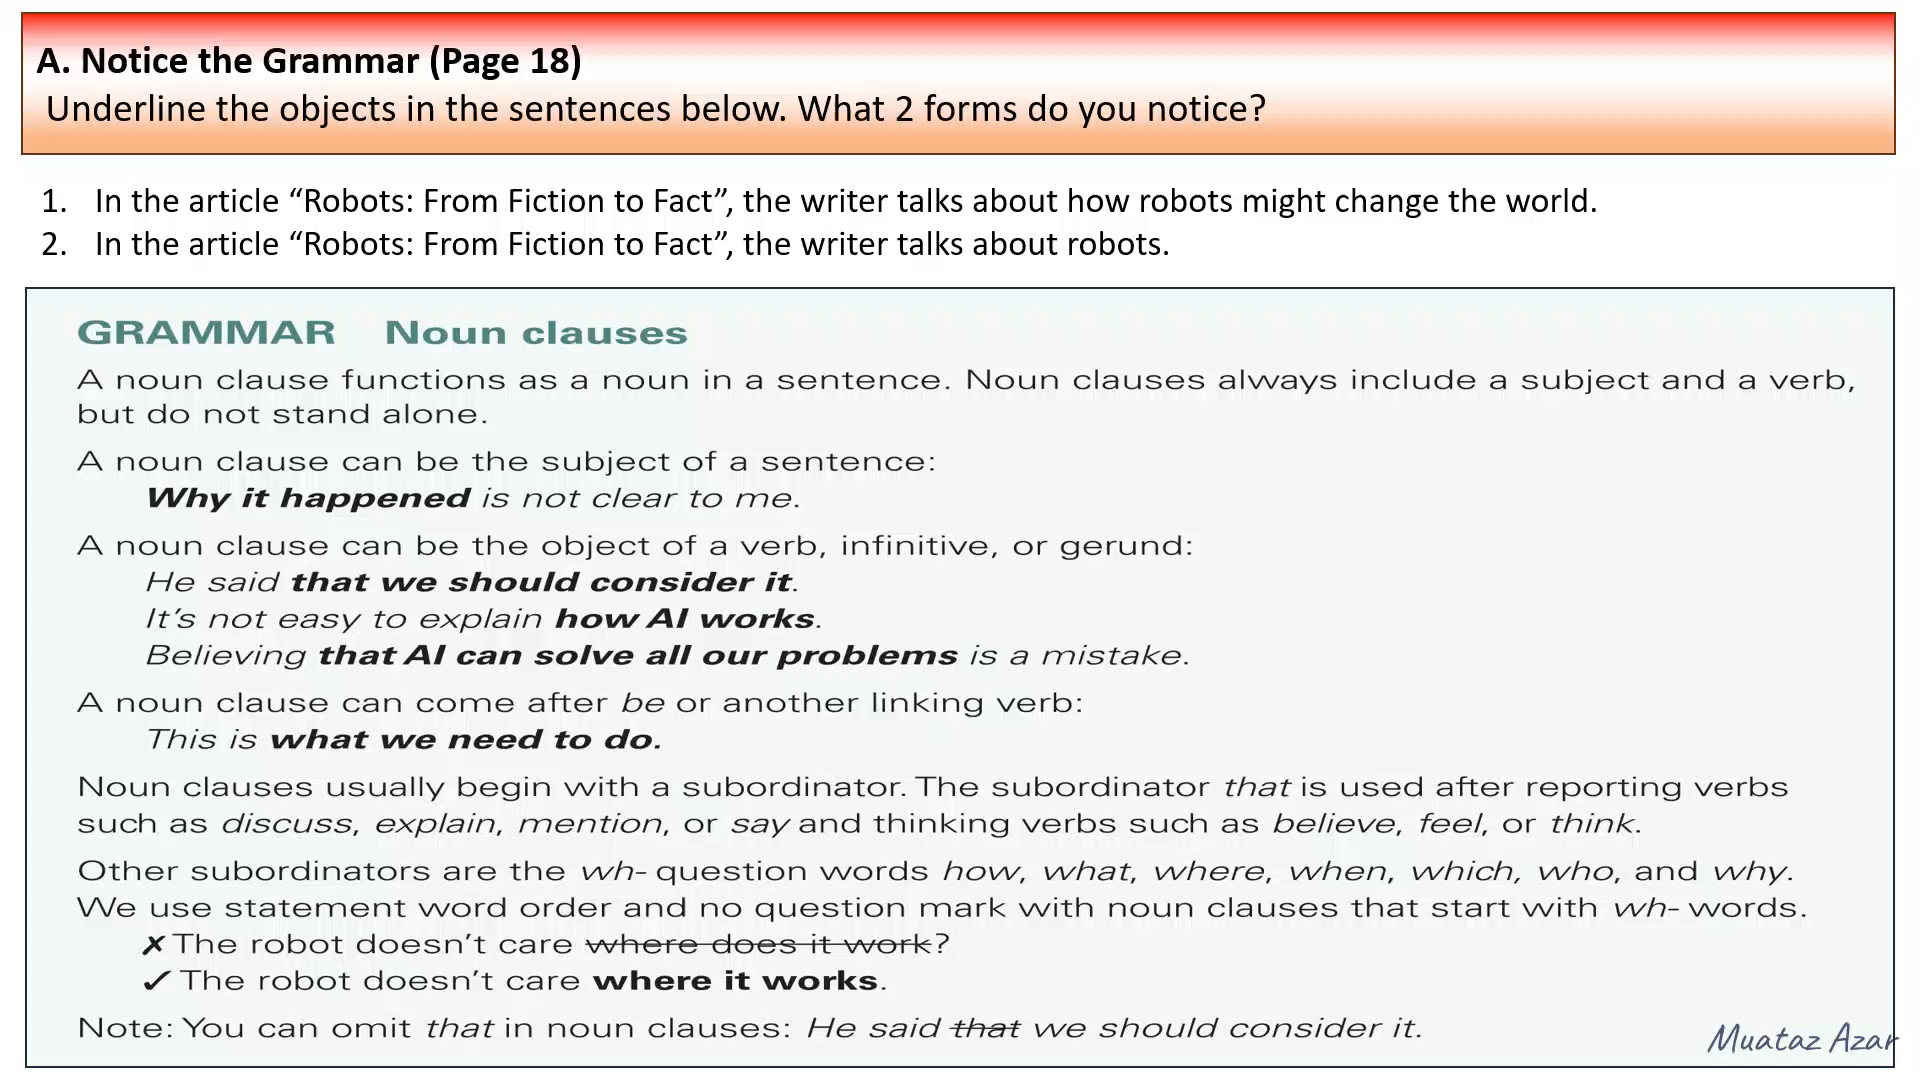 A. Notice the Grammar (Page 18)
Underline the objects in the sentences below. What 2 forms do you notice?
1. In the article “Robots: From Fiction to Fact”, the writer talks about how robots might change the world.
2. In the article “Robots: From Fiction to Fact”, the writer talks about robots.
GRAMMAR Noun clauses
A noun clause functions as a noun in a sentence. Noun clauses always include a subject and a verb,
but do not stand alone.
A noun clause can be the subject of a sentence:
Why it happened is not clear to me.
A noun clause can be the object of a verb, infinitive, or gerund:
He said that we should consider it.
It’s not easy to explain how AI works.
Believing that AI can solve all our problems is a mistake.
A noun clause can come after be or another linking verb:
This is what we need to do.
Noun clauses usually begin with a subordinator. The subordinator that is used after reporting verbs
such as discuss, explain, mention, or say and thinking verbs such as believe, feel, or think.
Other subordinators are the wh- question words how, what, where, when, which, who, and why.
We use statement word order and no question mark with noun clauses that start with wh- words.
✗ The robot doesn’t care where does it work?
✓ The robot doesn’t care where it works.
Note: You can omit that in noun clauses: He said that we should consider it.
Muataz Azar